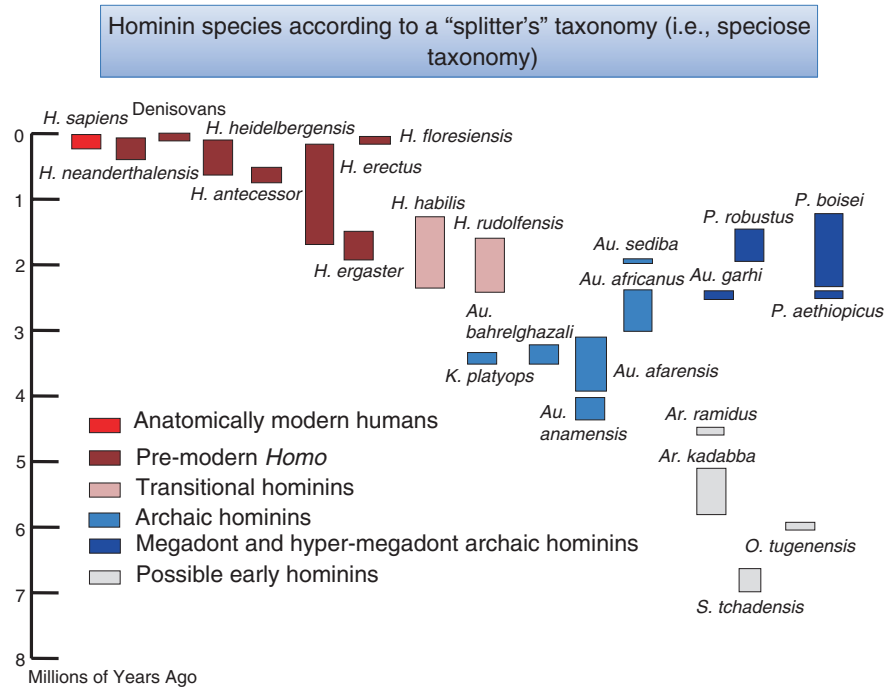 Hominin species according to a “splitter’s” taxonomy (i.e., speciose
taxonomy)
Denisovans
H. sapiens
H. heidelbergensis
H. floresiensis
0
H. neanderthalensis
H. erectus
H. antecessor
1
H. habilis
P. boisei
H. rudolfensis
P. robustus
Au. sediba
2
H. ergaster
Au. africanus
Au. garhi
Au.
bahrelghazali
P. aethiopicus
3
K. platyops
Au. afarensis
4
Au.
anamensis
Ar. ramidus
Anatomically modern humans
Ar. kadabba
Pre-modern Homo
5
Transitional hominins
Archaic hominins
6
Megadont and hyper-megadont archaic hominins
O. tugenensis
Possible early hominins
7
S. tchadensis
8
Millions of Years Ago